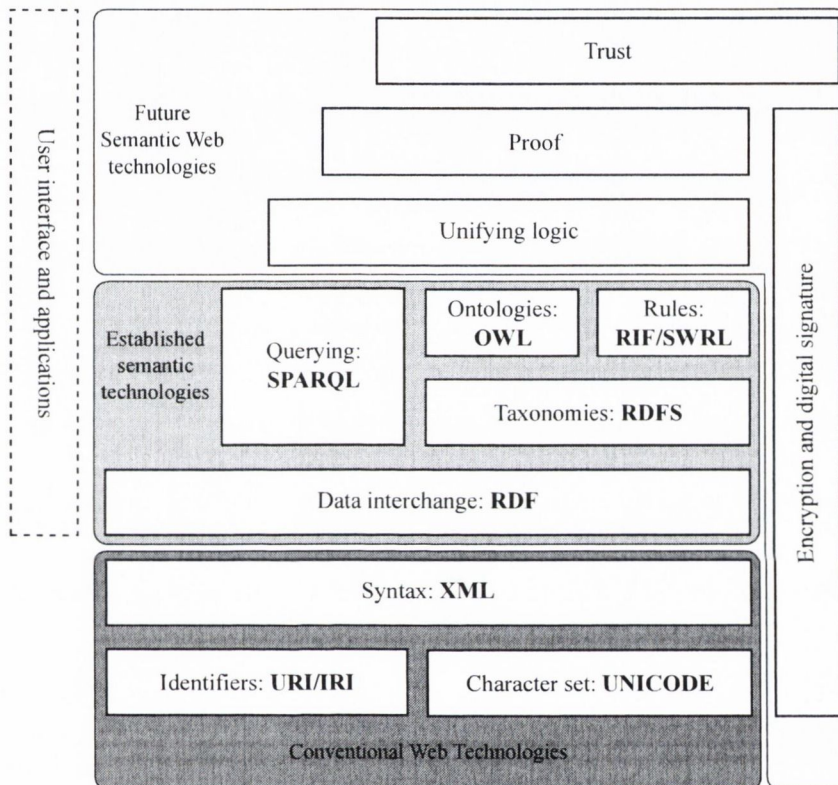 Trust
Future
Semantic Web
technologies
Proof
Unifying logic
User interface and applications
Established
semantic
technologies
Querying:
SPARQL
Ontologies:
OWL
Rules:
RIF/SWRL
Taxonomies: RDFS
Data interchange: RDF
Encryption and digital signature
Syntax: XML
Identifiers: URI/IRI
Character set: UNICODE
Conventional Web Technologies